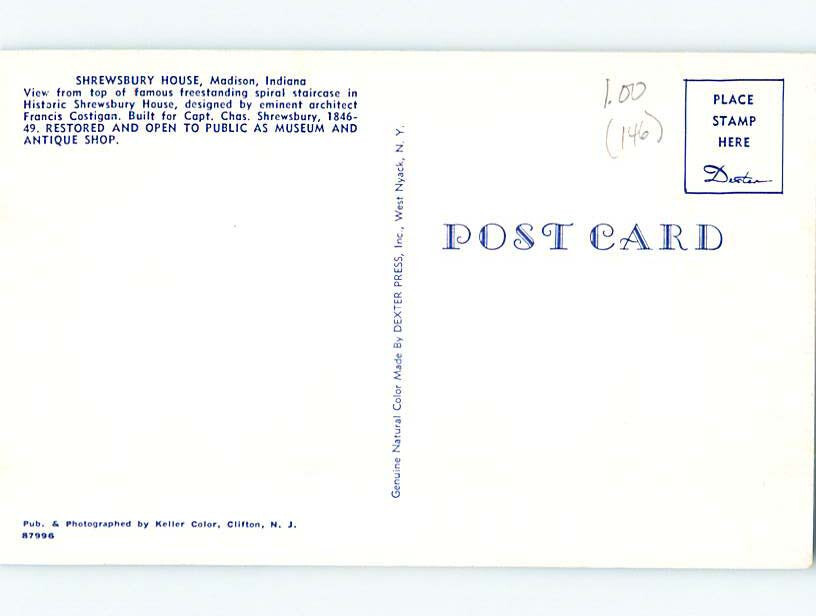 SHREWSBURY HOUSE, Madison, Indiana
View from top of famous freestanding spiral staircase in
Historic Shrewsbury House, designed by eminent architect
Francis Costigan. Built for Capt. Chas. Shrewsbury, 1846-
49. RESTORED AND OPEN TO PUBLIC AS MUSEUM AND
ANTIQUE SHOP.
Pub. & Photographed by Keller Color, Clifton, N. J.
87996
Genuine Natural Color Made By DEXTER PRESS, Inc., West Nyack, N. Y.
1.00
(146)
PLACE
STAMP
HERE
Dexter
POST CARD